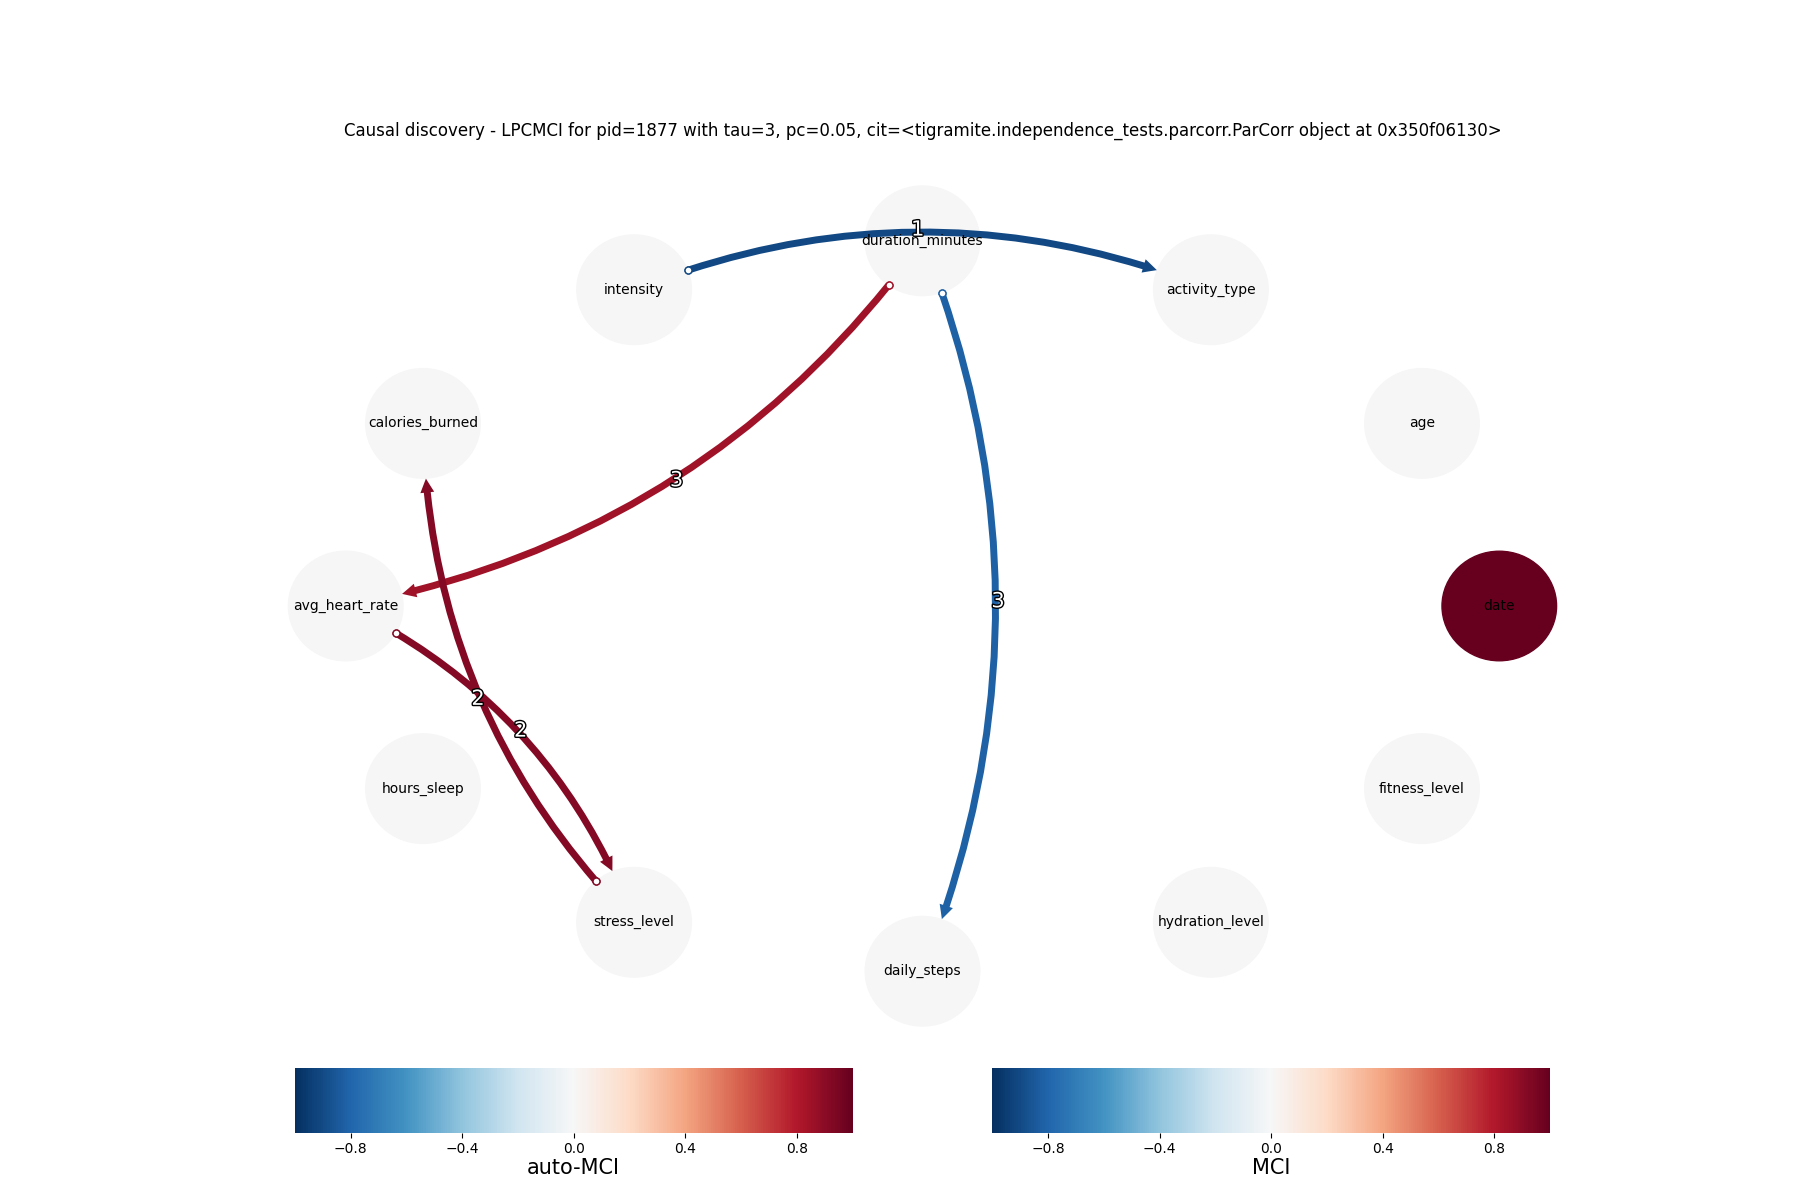 Causal discovery - LPCMCI for pid=1877 with tau=3, pc=0.05, cit=<tigramite.independence_tests.parcorr.ParCorr object at 0x350f06130>
1
duration_minutes
intensity
activity_type
calories_burned
age
3
avg_heart_rate
3
date
2
2
hours_sleep
fitness_level
stress_level
hydration_level
daily_steps
−0.8 −0.4 0.0 0.4 0.8
auto-MCI
−0.8 −0.4 0.0 0.4 0.8
MCI